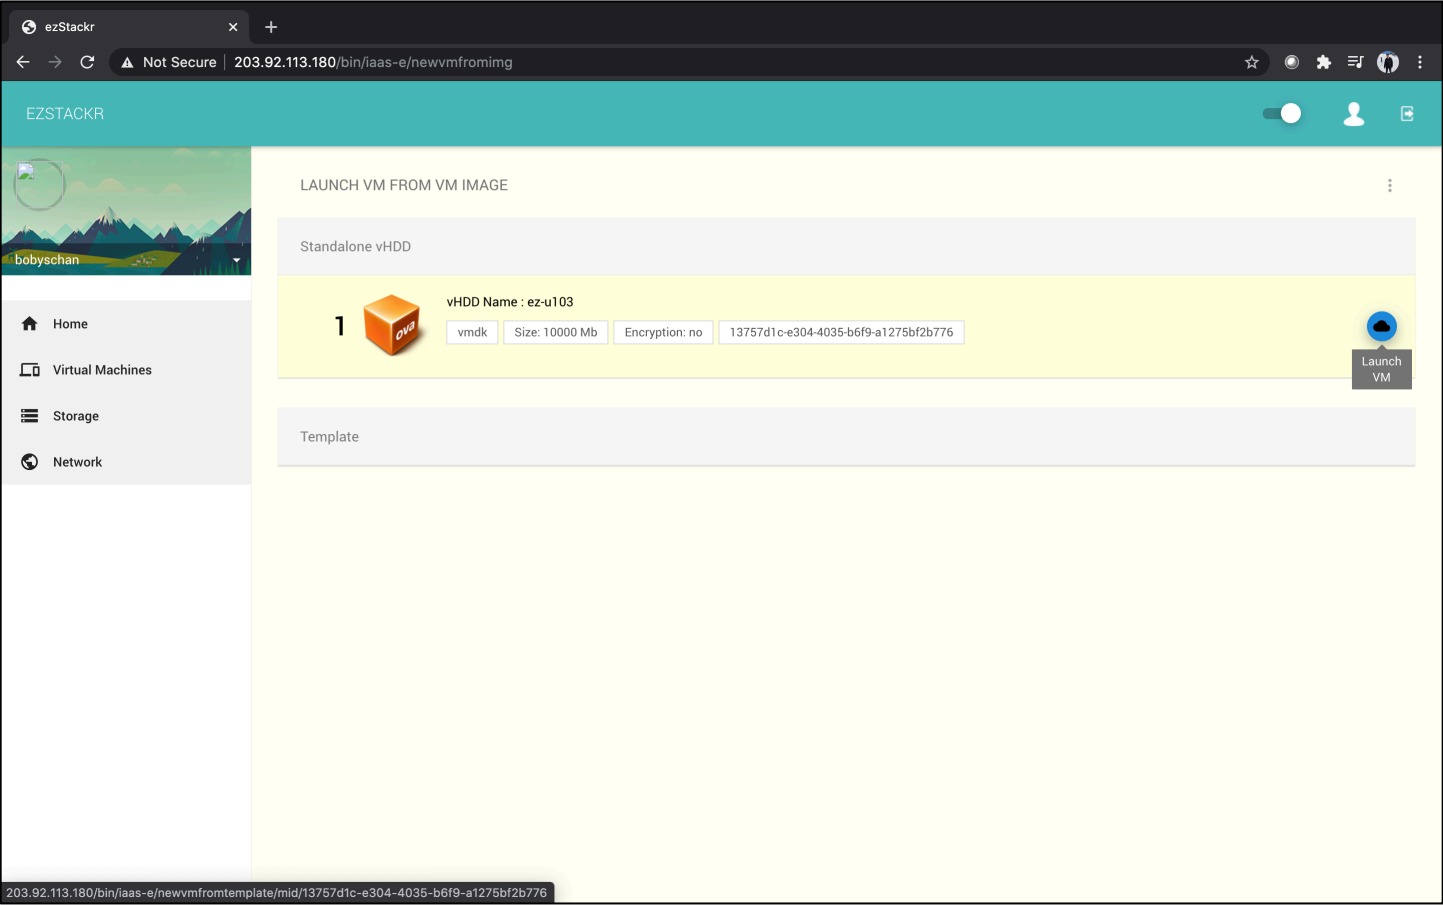 ezStackr
Not Secure
203.92.113.180/bin/iaas-e/newvmfromimg
EZSTACKR
bobyschan
Home
Virtual Machines
Storage
Network
LAUNCH VM FROM VM IMAGE
Standalone vHDD
1
ova
vHDD Name : ez-u103
vmdk
Size: 10000 Mb
Encryption: no
13757d1c-e304-4035-b6f9-a1275bf2b776
Launch
VM
Template
203.92.113.180/bin/iaas-e/newvmfromtemplate/mid/13757d1c-e304-4035-b6f9-a1275bf2b776